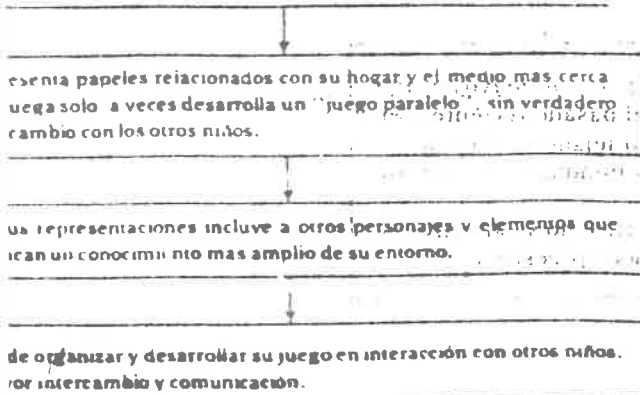 esenta papeles relacionados con su hogar y el medio mas cerca
uega solo a veces desarrolla un "juego paralelo", sin verdadero
cambio con los otros niños.
us representaciones incluye a otros personajes y elementos que
ican un conocimiento mas amplio de su entorno.
de organizar y desarrollar su juego en interacción con otros niños.
or intercambio y comunicación.